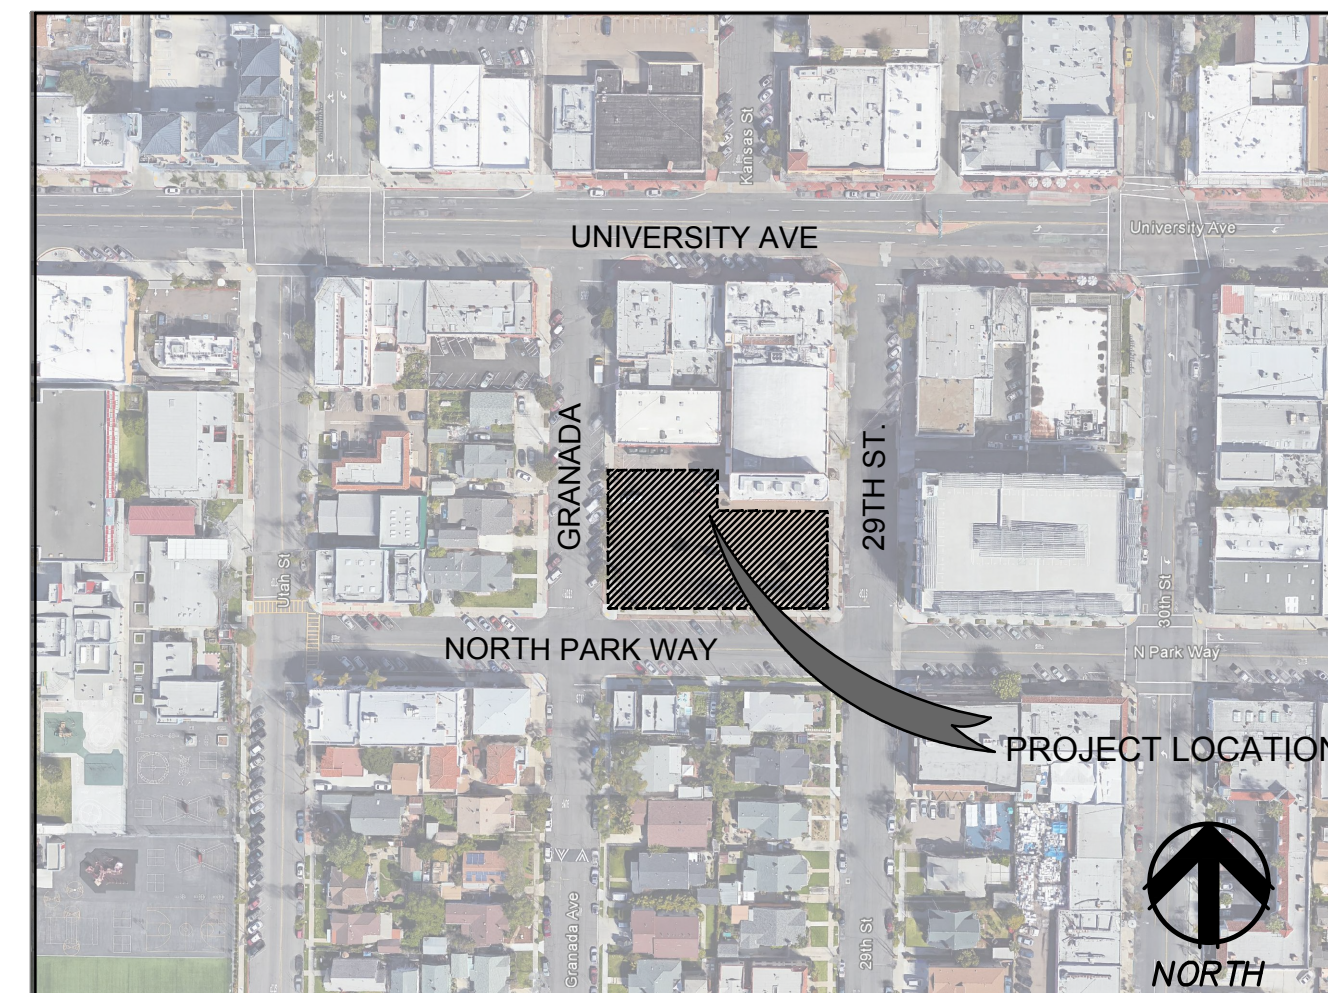 Kansas St
UNIVERSITY AVE
University Ave
GRANADA
29TH ST.
Utah St
30th St
NORTH PARK WAY
N Park Way
PROJECT LOCATION
Granada Ave
29th St
NORTH